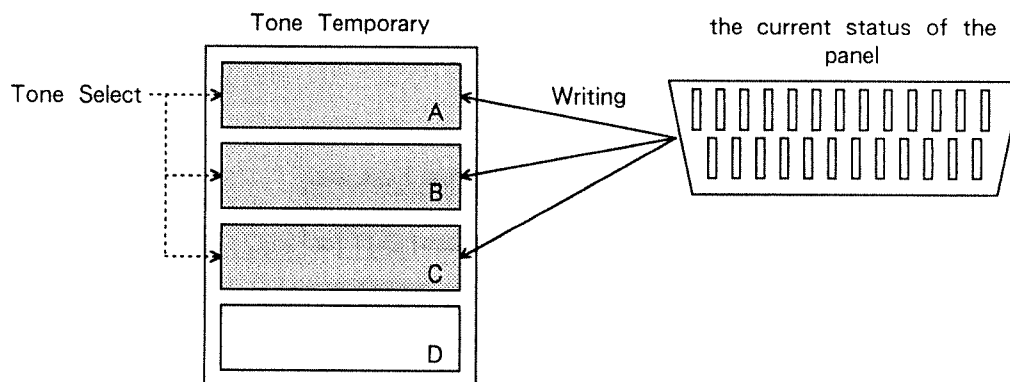 Tone Temporary
the current status of the
panel
Tone Select
Writing
A
B
C
D